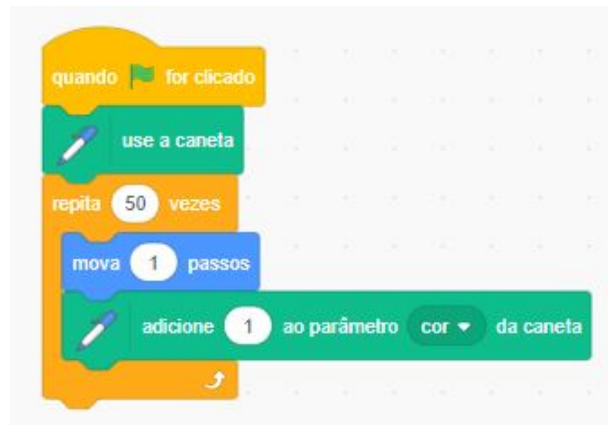 quando for clicado
use a caneta
repita 50 vezes
mova 1 passos
adicione 1 ao parâmetro cor da caneta